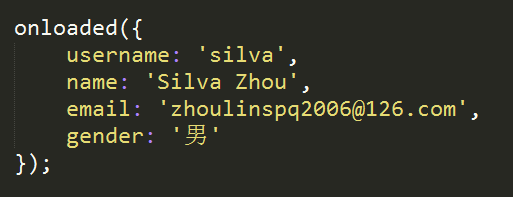 onloaded({
    username: 'silva',
    name: 'Silva Zhou',
    email: 'zhoulinspq2006@126.com',
    gender: '男'
});